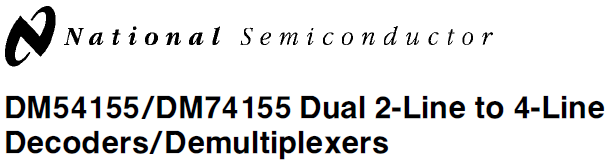 National Semiconductor
DM54155/DM74155 Dual 2-Line to 4-Line
Decoders/Demultiplexers